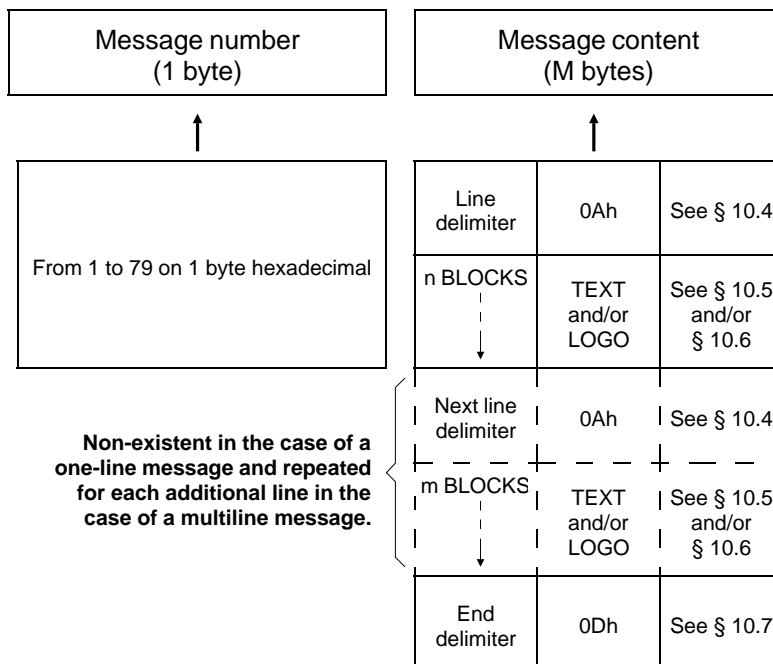 Message number
(1 byte)
Message content
(M bytes)
From 1 to 79 on 1 byte hexadecimal
Line
delimiter
0Ah
See § 10.4
n BLOCKS
TEXT
and/or
LOGO
See § 10.5
and/or
§ 10.6
Non-existent in the case of a
one-line message and repeated
for each additional line in the
case of a multiline message.
Next line
delimiter
0Ah
See § 10.4
m BLOCKS
TEXT
and/or
LOGO
See § 10.5
and/or
§ 10.6
End
delimiter
0Dh
See § 10.7